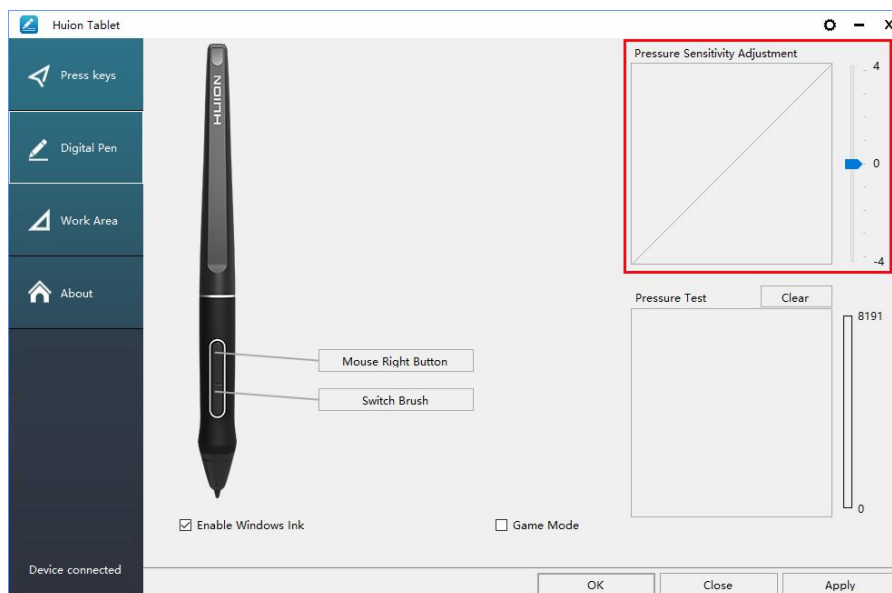 Huion Tablet
Press keys
Digital Pen
Work Area
About
Device connected
HUION
Mouse Right Button
Switch Brush
Enable Windows Ink
Game Mode
Pressure Sensitivity Adjustment
4
0
-4
Pressure Test
Clear
8191
0
OK
Close
Apply